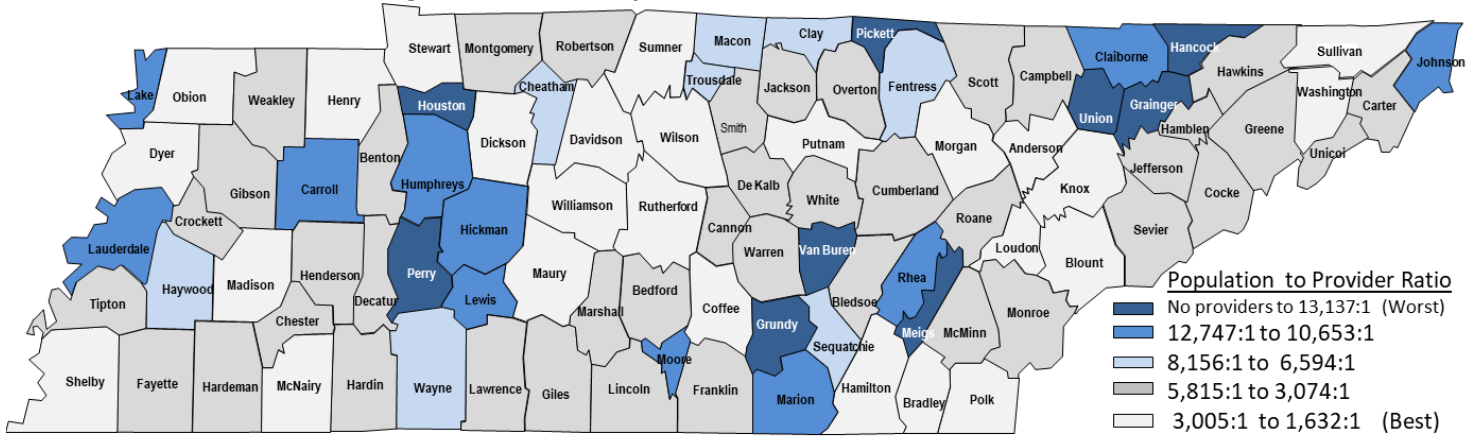 Stewart
Montgomery
Robertson
Sumner
Macon
Clay
Pickett
Claiborne
Hancock
Sullivan
Johnson
Lake
Obion
Weakley
Henry
Houston
Cheatham
Trousdale
Jackson
Overton
Fentress
Scott
Campbell
Union
Grainger
Hawkins
Washington
Carter
Dyer
Gibson
Carroll
Benton
Humphreys
Dickson
Davidson
Wilson
Smith
Putnam
Morgan
Anderson
Knox
Hamblen
Jefferson
Greene
Unicoi
Lauderdale
Crockett
Hickman
Williamson
Rutherford
De Kalb
White
Cumberland
Roane
Cocke
Haywood
Madison
Henderson
Decatur
Perry
Lewis
Maury
Cannon
Warren
Van Buren
Rhea
Loudon
Blount
Sevier
Tipton
Chester
Marshall
Bedford
Coffee
Grundy
Bledsoe
Sequatchie
Meigs
McMinn
Monroe
Shelby
Fayette
Hardeman
McNairy
Hardin
Wayne
Lawrence
Giles
Lincoln
Moore
Franklin
Marion
Hamilton
Bradley
Polk
Population to Provider Ratio
No providers to 13,137:1 (Worst)
12,747:1 to 10,653:1
8,156:1 to 6,594:1
5,815:1 to 3,074:1
3,005:1 to 1,632:1 (Best)